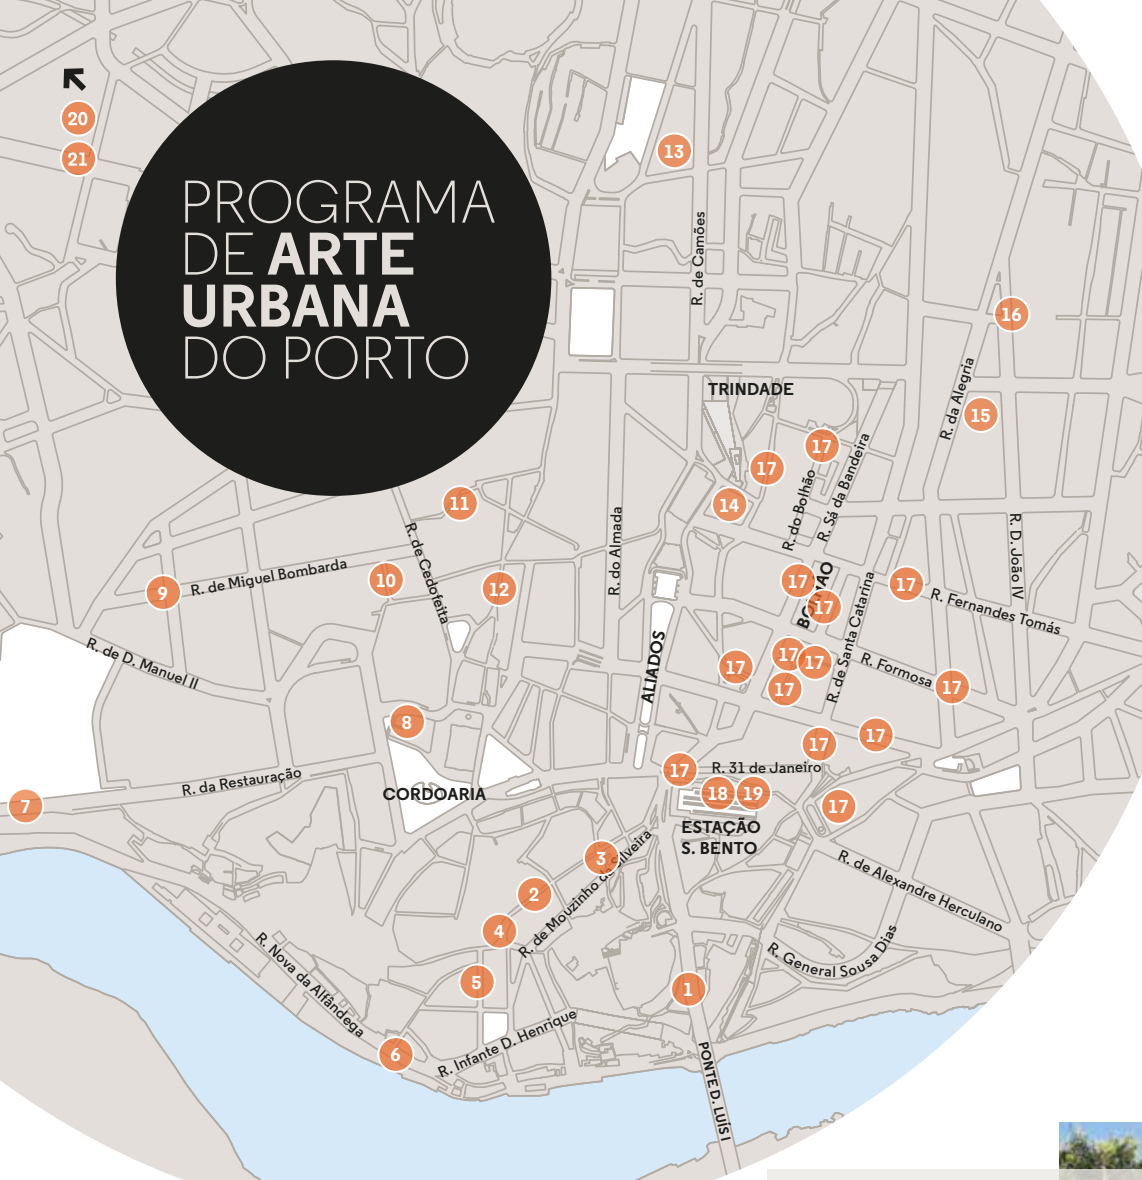 20
21
PROGRAMA
DE ARTE
URBANA
DO PORTO
13
R. de Camões
16
TRINDADE
R. da Alegria
15
17
17
R. do Bolhão
R. Sá da Bandeira
11
14
R. do Almada
R. de Cedofeita
R. D. João IV
9
R. de Miguel Bombarda
10
12
17
17
17
R. Fernandes Tomás
R. de Santa Catarina
R. de D. Manuel II
ALIADOS
17
17
17
17
R. Formosa
17
8
17
17
R. da Restauração
17
R. 31 de Janeiro
CORDOARIA
18
19
7
17
ESTAÇÃO
S. BENTO
3
R. de Mouzinho da Silveira
2
4
R. de Alexandre Herculano
R. General Sousa Dias
R. Nova da Alfândega
5
1
R. Infante D. Henrique
6
PONTE D. LUÍS I